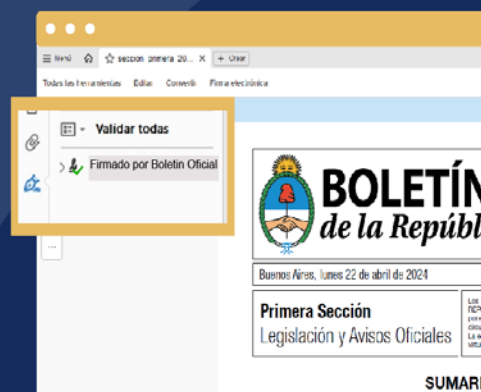 Menú
seccion primera 20... X
+ Crear
Todas las herramientas Editar Convertir Firma electrónica
Validar todas
Firmado por Boletin Oficial
BOLETÍN
de la Repúbl
Buenos Aires, lunes 22 de abril de 2024
Primera Sección
Legislación y Avisos Oficiales
Los
SUMARI